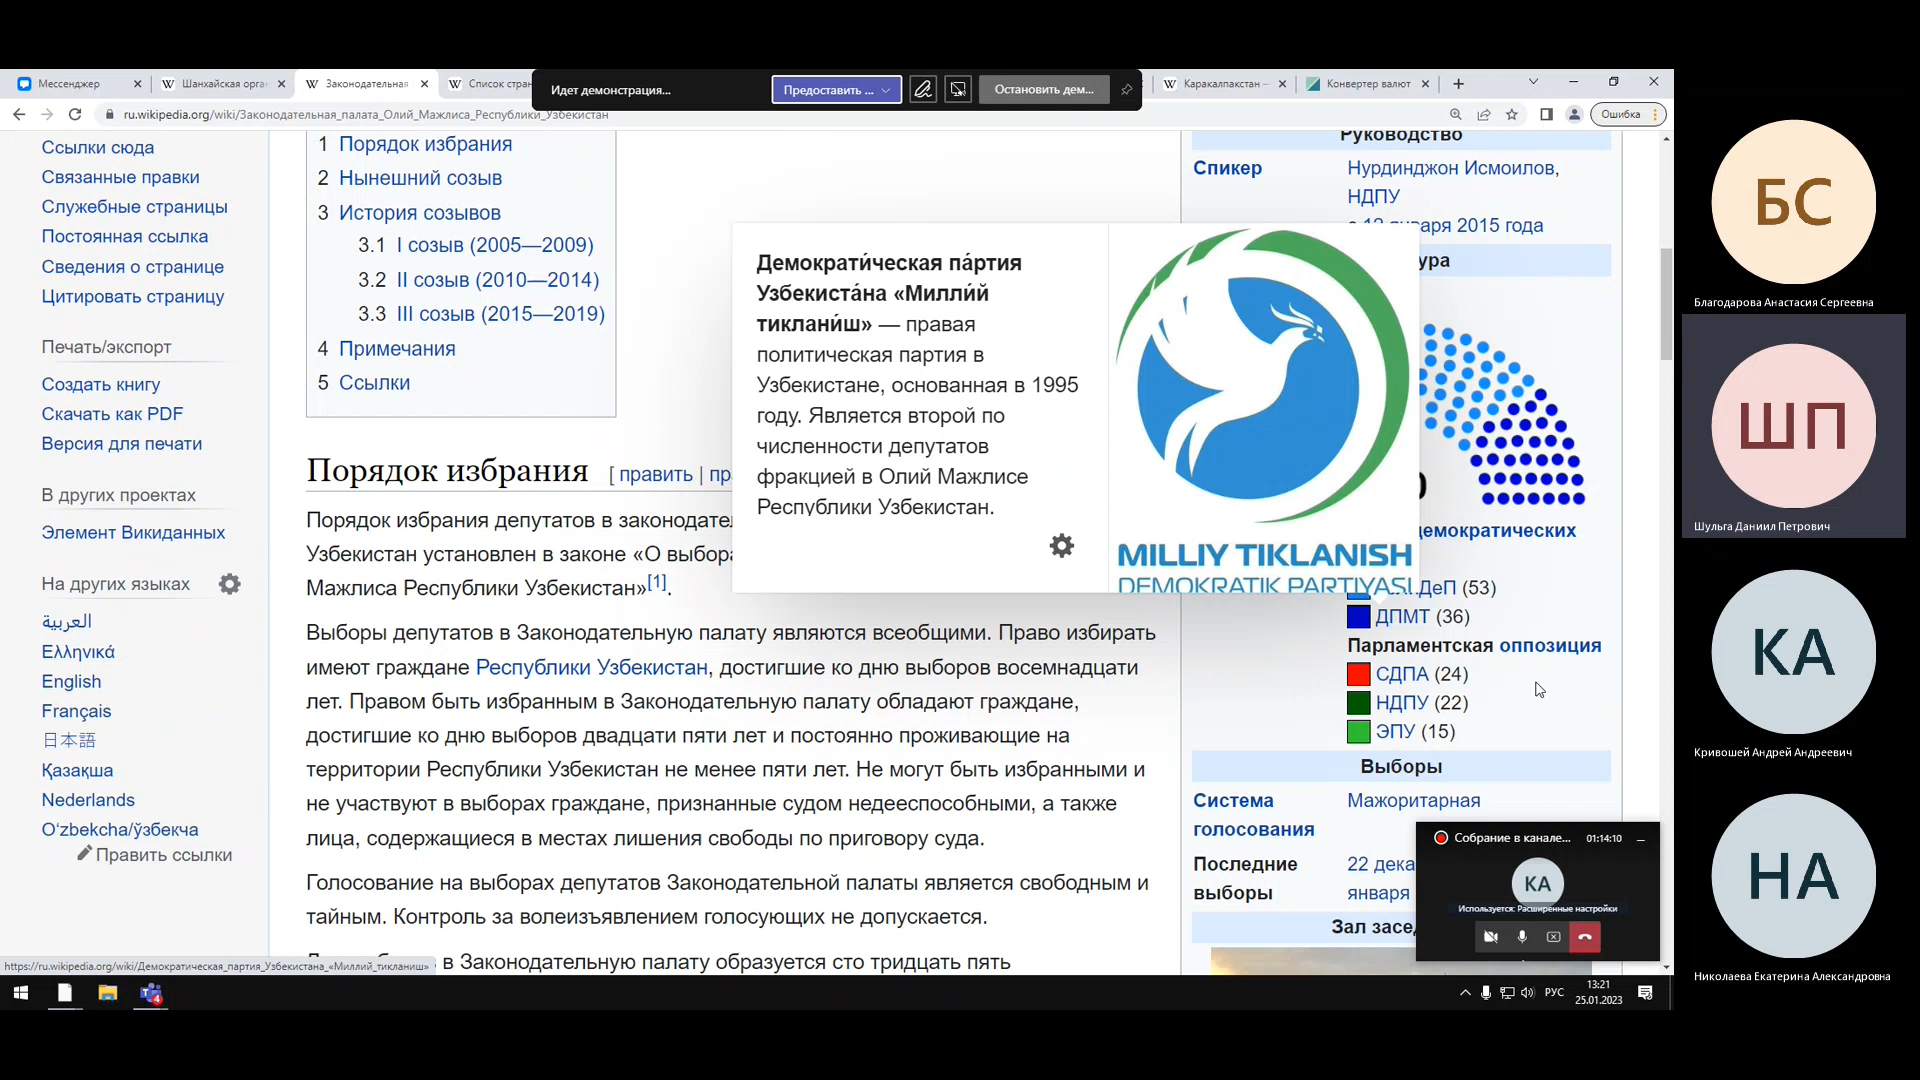 Мессенджер
Шанхайская орган
Законодательная
Список стран
Идет демонстрация...
Предоставить ...
Остановить дем...
Каракалпакстан —
Конвертер валют
ru.wikipedia.org/wiki/Законодательная_палата_Олий_Мажлиса_Республики_Узбекистан
Ошибка
Ссылки сюда
Связанные правки
Служебные страницы
Постоянная ссылка
Сведения о странице
Цитировать страницу
Печать/экспорт
Создать книгу
Скачать как PDF
Версия для печати
В других проектах
Элемент Викиданных
На других языках
العربية
Ελληνικά
English
Français
日本語
Қазақша
Nederlands
Oʻzbekcha/ўзбекча
Править ссылки
1 Порядок избрания
2 Нынешний созыв
3 История созывов
3.1 I созыв (2005—2009)
3.2 II созыв (2010—2014)
3.3 III созыв (2015—2019)
4 Примечания
5 Ссылки
Порядок избрания [ править | пра
Порядок избрания депутатов в законодател
Узбекистан установлен в законе «О выбора
Мажлиса Республики Узбекистан»[1].
Выборы депутатов в Законодательную палату являются всеобщими. Право избирать
имеют граждане Республики Узбекистан, достигшие ко дню выборов восемнадцати
лет. Правом быть избранным в Законодательную палату обладают граждане,
достигшие ко дню выборов двадцати пяти лет и постоянно проживающие на
территории Республики Узбекистан не менее пяти лет. Не могут быть избранными и
не участвуют в выборах граждане, признанные судом недееспособными, а также
лица, содержащиеся в местах лишения свободы по приговору суда.
Голосование на выборах депутатов Законодательной палаты является свободным и
тайным. Контроль за волеизъявлением голосующих не допускается.
в Законодательную палату образуется сто тридцать пять
Демократи́ческая па́ртия
Узбекиста́на «Милли́й
тиклани́ш» — правая
политическая партия в
Узбекистане, основанная в 1995
году. Является второй по
численности депутатов
фракцией в Олий Мажлисе
Республики Узбекистан.
MILLIY TIKLANISH
DEMOKRATIK PARTIYASI
Руководство
Спикер
Нурдинджон Исмоилов,
НДПУ
с 12 января 2015 года
ура
демократических
ДеП (53)
ДПМТ (36)
Парламентская оппозиция
СДПА (24)
НДПУ (22)
ЭПУ (15)
Выборы
Система голосования
Мажоритарная
Последние выборы
22 дека
января
Зал засе
Собрание в канале... 01:14:10
КА
Используется: Расширенные настройки
https://ru.wikipedia.org/wiki/Демократическая_партия_Узбекистана_«Миллий_тикланиш»
4
РУС
13:21
25.01.2023
БС
Благодарова Анастасия Сергеевна
ШП
Шульга Даниил Петрович
КА
Кривошей Андрей Андреевич
НА
Николаева Екатерина Александровна